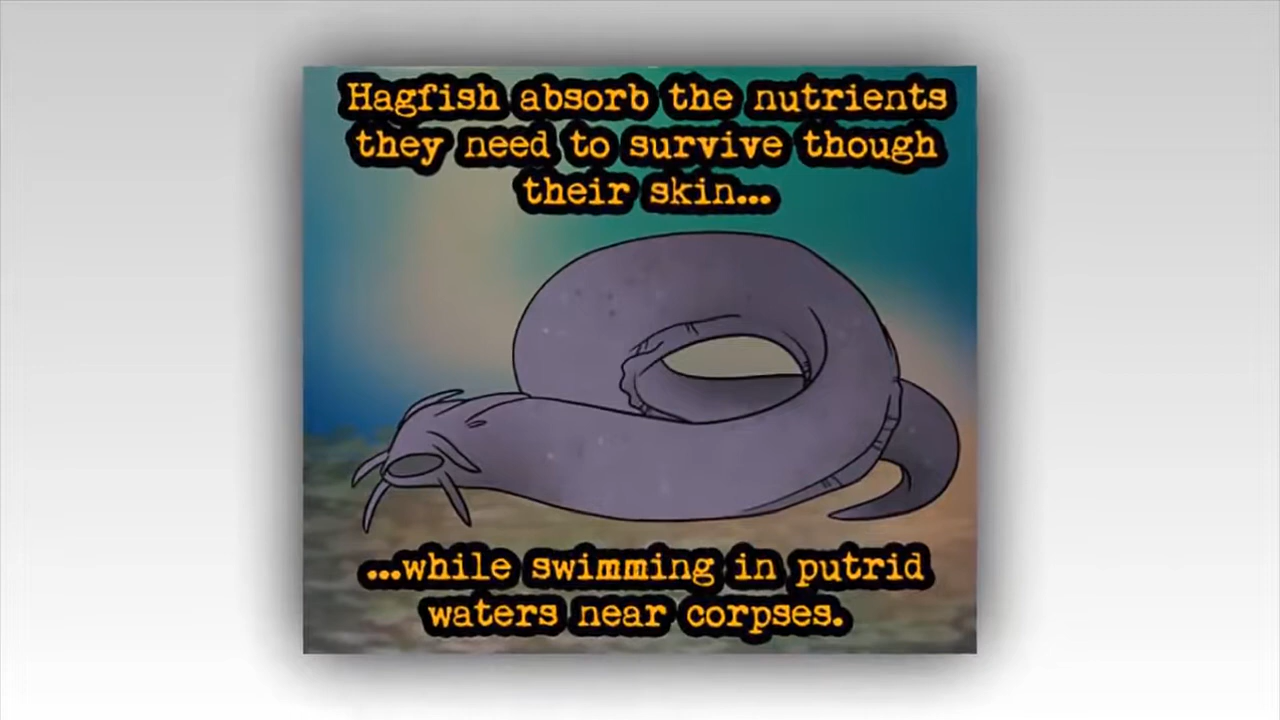 Hagfish absorb the nutrients
they need to survive though
their skin...
...while swimming in putrid
waters near corpses.